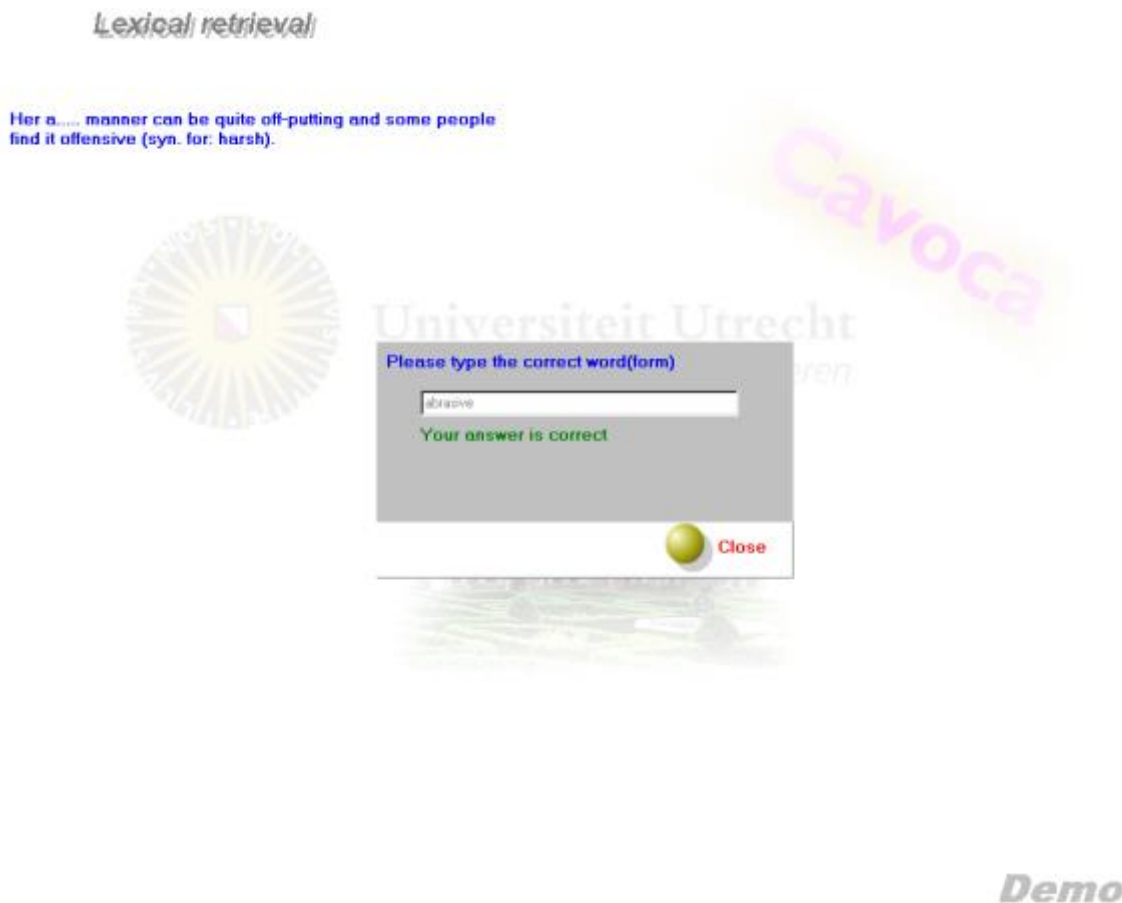 Lexical retrieval
Her a..... manner can be quite off-putting and some people
find it offensive (syn. for: harsh).
Cavoca
Universiteit Utrecht
Please type the correct word(form)
abrasive
Your answer is correct
Close
Demo